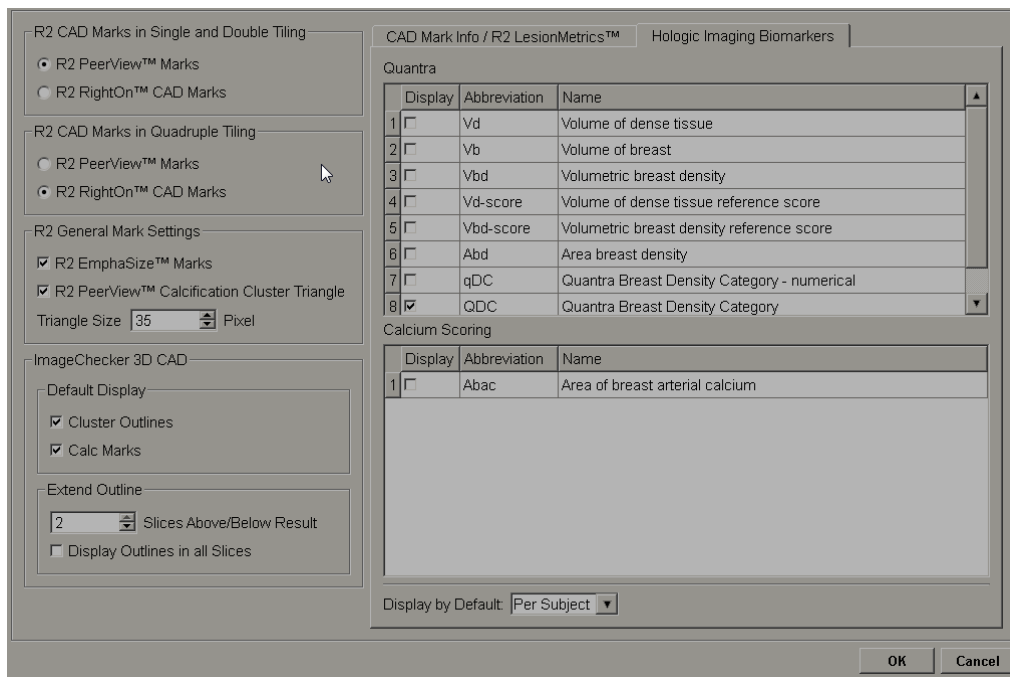 R2 CAD Marks in Single and Double Tiling
R2 PeerView™ Marks
R2 RightOn™ CAD Marks
R2 CAD Marks in Quadruple Tiling
R2 PeerView™ Marks
R2 RightOn™ CAD Marks
R2 General Mark Settings
R2 EmphaSize™ Marks
R2 PeerView™ Calcification Cluster Triangle
Triangle Size 35 Pixel
ImageChecker 3D CAD
Default Display
Cluster Outlines
Calc Marks
Extend Outline
2 Slices Above/Below Result
Display Outlines in all Slices
CAD Mark Info / R2 LesionMetrics™ Hologic Imaging Biomarkers
Quantra
Display Abbreviation Name
1 Vd Volume of dense tissue
2 Vb Volume of breast
3 Vbd Volumetric breast density
4 Vd-score Volume of dense tissue reference score
5 Vbd-score Volumetric breast density reference score
6 Abd Area breast density
7 qDC Quantra Breast Density Category - numerical
8 QDC Quantra Breast Density Category
Calcium Scoring
Display Abbreviation Name
1 Abac Area of breast arterial calcium
Display by Default: Per Subject
OK Cancel